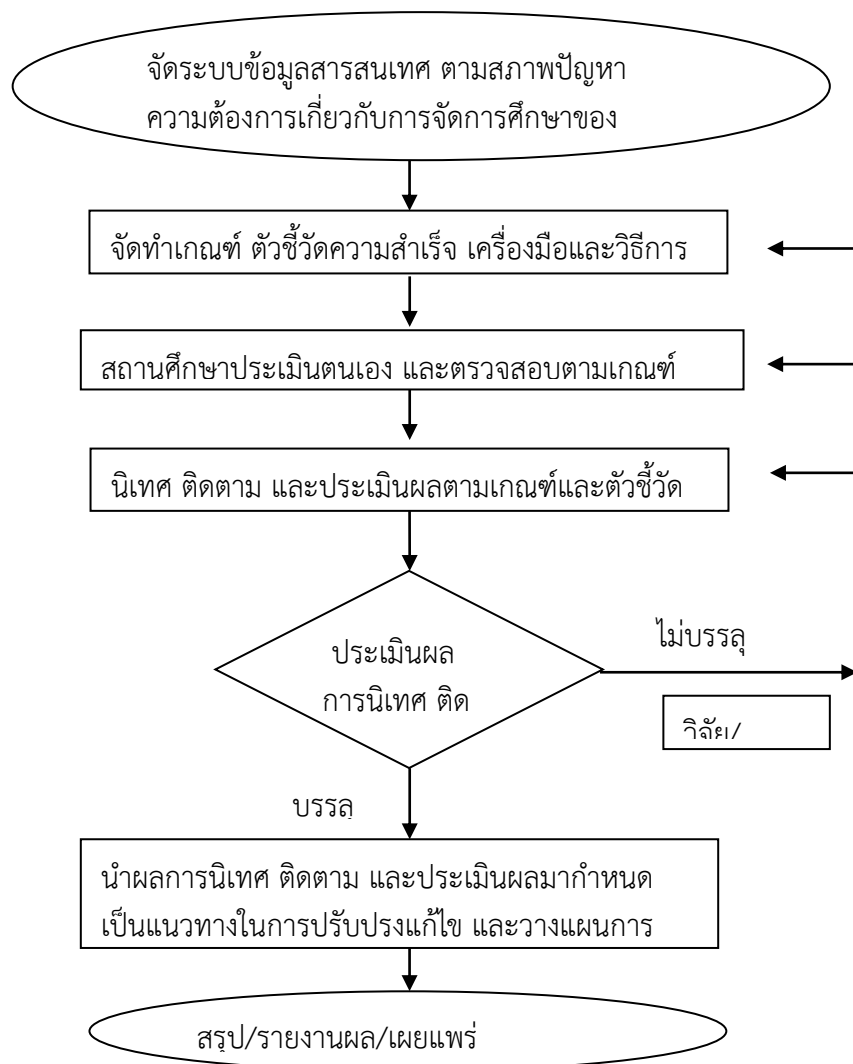 จัดระบบข้อมูลสารสนเทศ ตามสภาพปัญหา
ความต้องการเกี่ยวกับการจัดการศึกษาของ
จัดทำเกณฑ์ ตัวชี้วัดความสำเร็จ เครื่องมือและวิธีการ
สถานศึกษาประเมินตนเอง และตรวจสอบตามเกณฑ์
นิเทศ ติดตาม และประเมินผลตามเกณฑ์และตัวชี้วัด
ประเมินผล
การนิเทศ ติด
ไม่บรรลุ
วิจัย/
บรรลุ
นำผลการนิเทศ ติดตาม และประเมินผลมากำหนด
เป็นแนวทางในการปรับปรุงแก้ไข และวางแผนการ
สรุป/รายงานผล/เผยแพร่